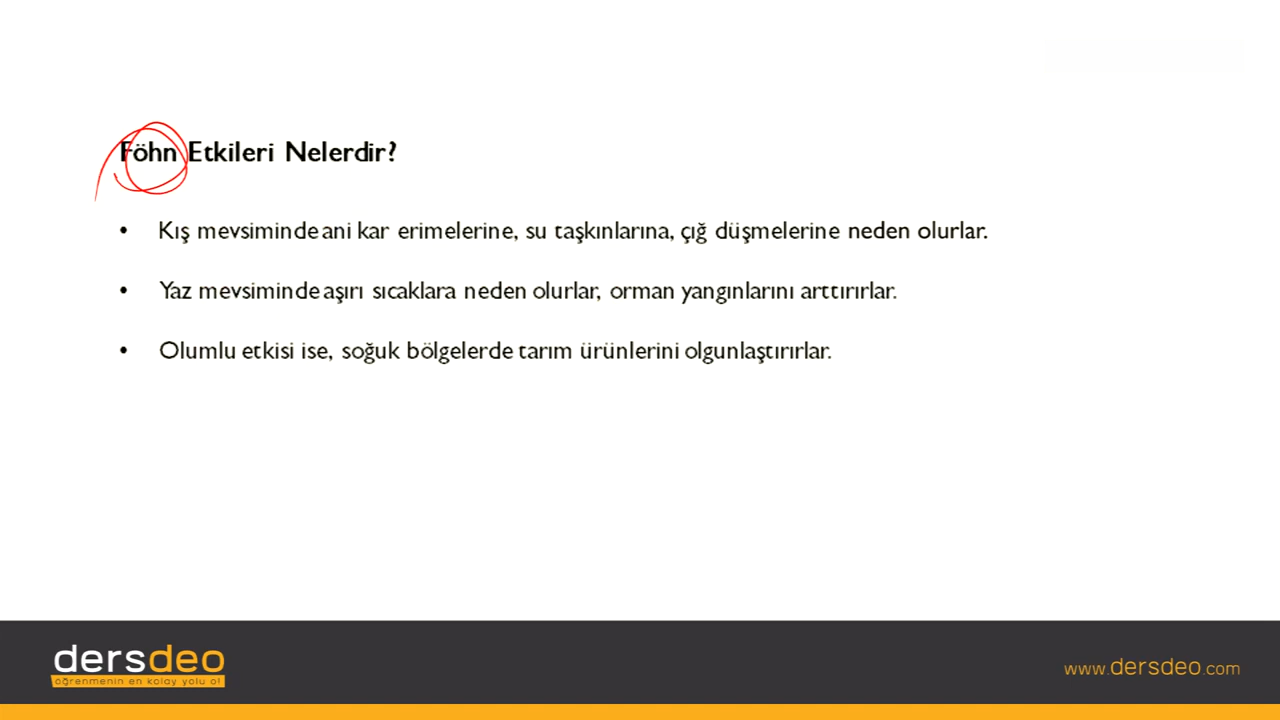 Föhn Etkileri Nelerdir?
• Kış mevsiminde ani kar erimelerine, su taşkınlarına, çığ düşmelerine neden olurlar.
• Yaz mevsiminde aşırı sıcaklara neden olurlar, orman yangınlarını arttırırlar.
• Olumlu etkisi ise, soğuk bölgelerde tarım ürünlerini olgunlaştırırlar.
dersdeo
öğrenmenin en kolay yolu o!
www.dersdeo.com